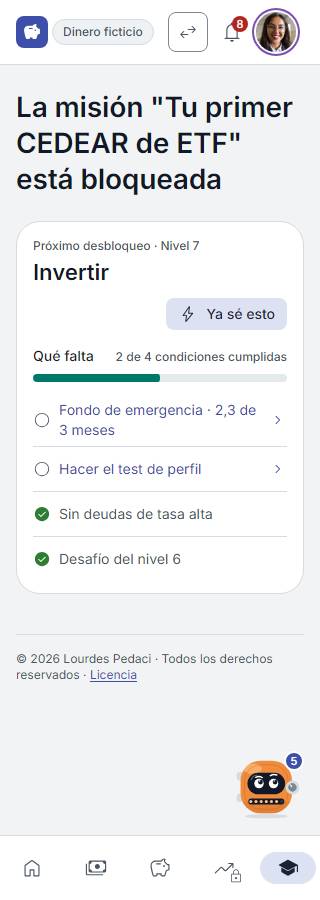 Dinero ficticio
8
La misión "Tu primer
CEDEAR de ETF"
está bloqueada
Próximo desbloqueo · Nivel 7
Invertir
Ya sé esto
Qué falta
2 de 4 condiciones cumplidas
Fondo de emergencia · 2,3 de
3 meses
Hacer el test de perfil
Sin deudas de tasa alta
Desafío del nivel 6
© 2026 Lourdes Pedaci · Todos los derechos
reservados · Licencia
5